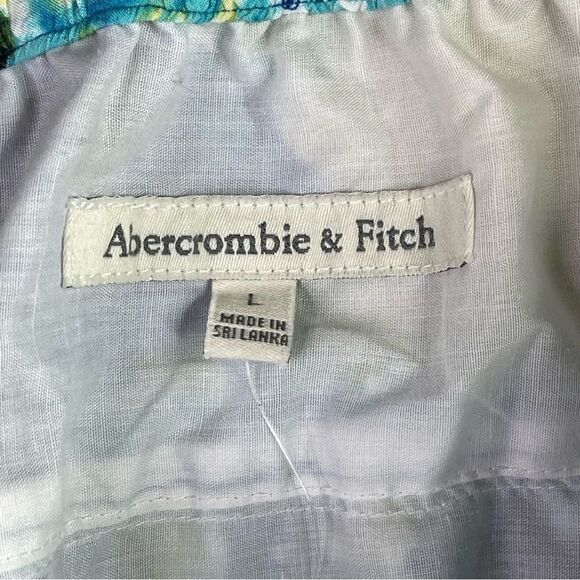 Abercrombie & Fitch
L
MADE IN
SRI LANKA